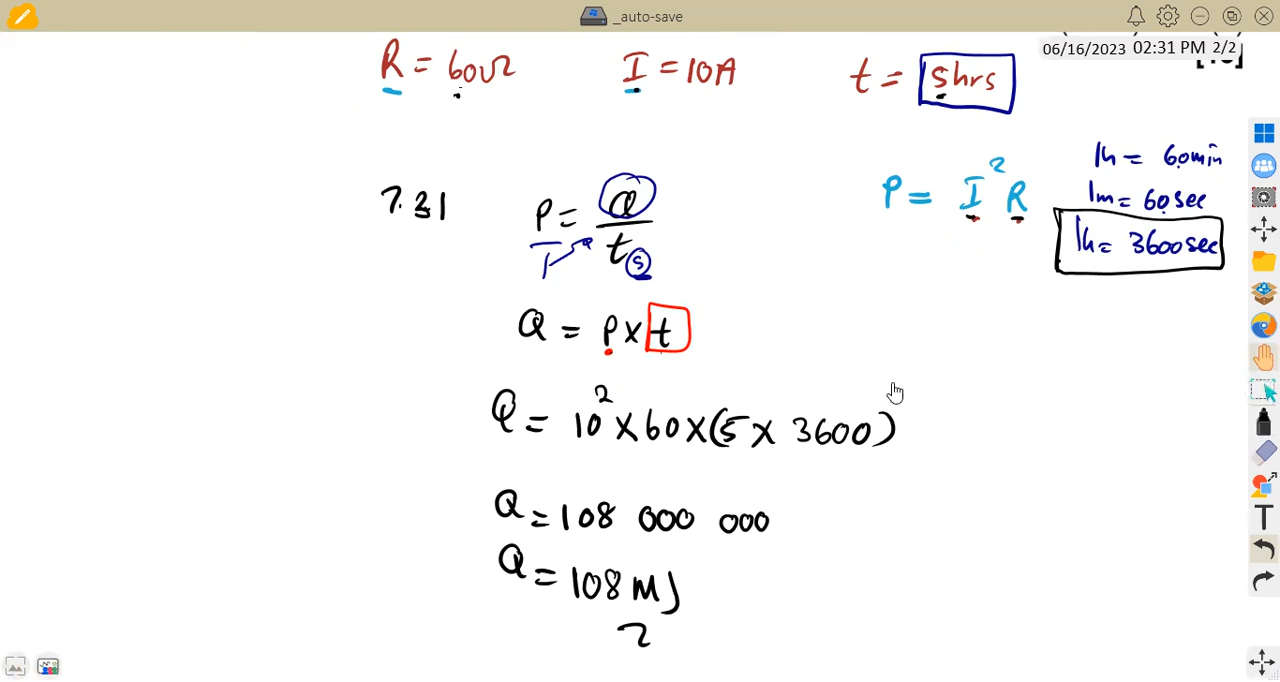 _auto-save
06/16/2023 02:31 PM 2/2
R = 60Ω I = 10A t = 5hrs
1h = 60min
7.31 P = Q / t (s) P = I² R
1m = 60sec
1h = 3600sec
Q = P x t
Q = 10² x 60 x (5 x 3600)
Q = 108 000 000
Q = 108 MJ